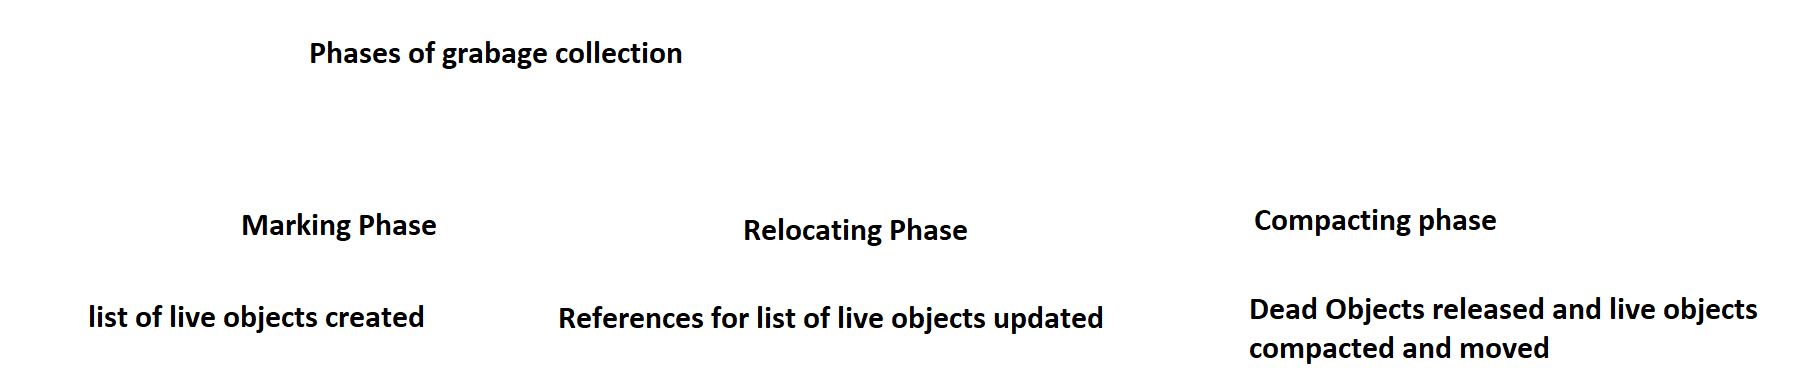 Phases of grabage collection
Marking Phase
list of live objects created
Relocating Phase
References for list of live objects updated
Compacting phase
Dead Objects released and live objects
compacted and moved